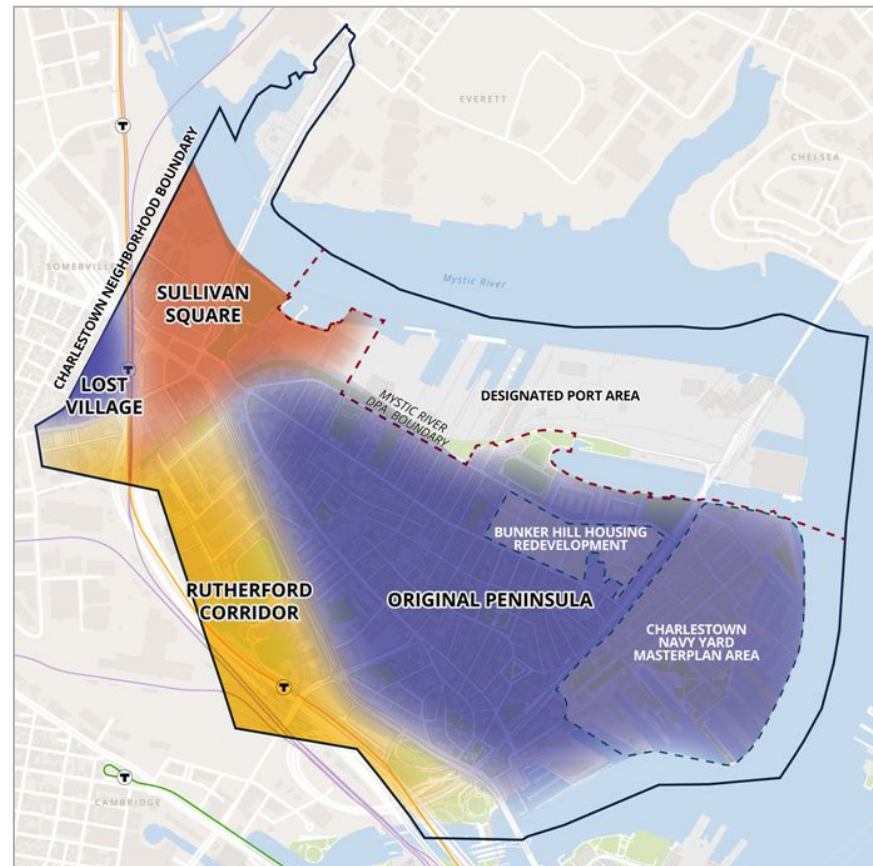 EVERETT
CHELSEA
CHARLESTOWN NEIGHBORHOOD BOUNDARY
SOMERVILLE
Mystic River
SULLIVAN
SQUARE
LOST
VILLAGE
DESIGNATED PORT AREA
MYSTIC RIVER
DPA BOUNDARY
BUNKER HILL HOUSING
REDEVELOPMENT
RUTHERFORD
CORRIDOR
ORIGINAL PENINSULA
CHARLESTOWN
NAVY YARD
MASTERPLAN AREA
CAMBRIDGE
T
T
T
T